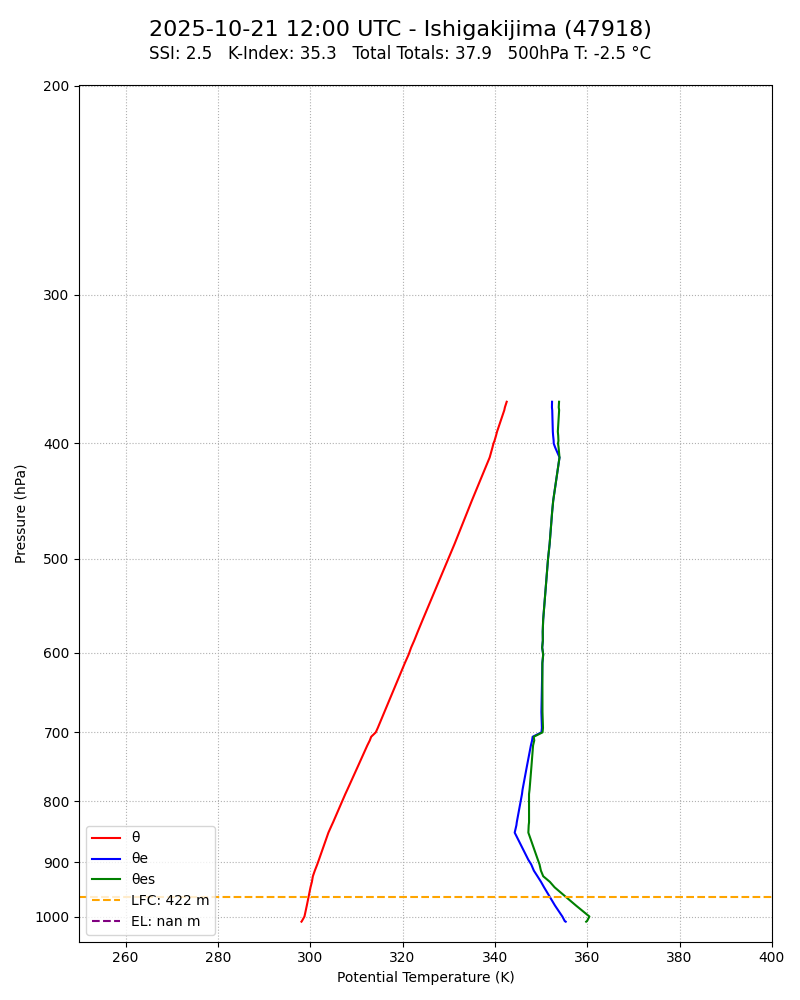 2025-10-21 12:00 UTC - Ishigakijima (47918)
SSI: 2.5   K-Index: 35.3   Total Totals: 37.9   500hPa T: -2.5 °C
200
300
400
500
600
700
800
900
1000
Pressure (hPa)
θ
θe
θes
LFC: 422 m
EL: nan m
260
280
300
320
340
360
380
400
Potential Temperature (K)